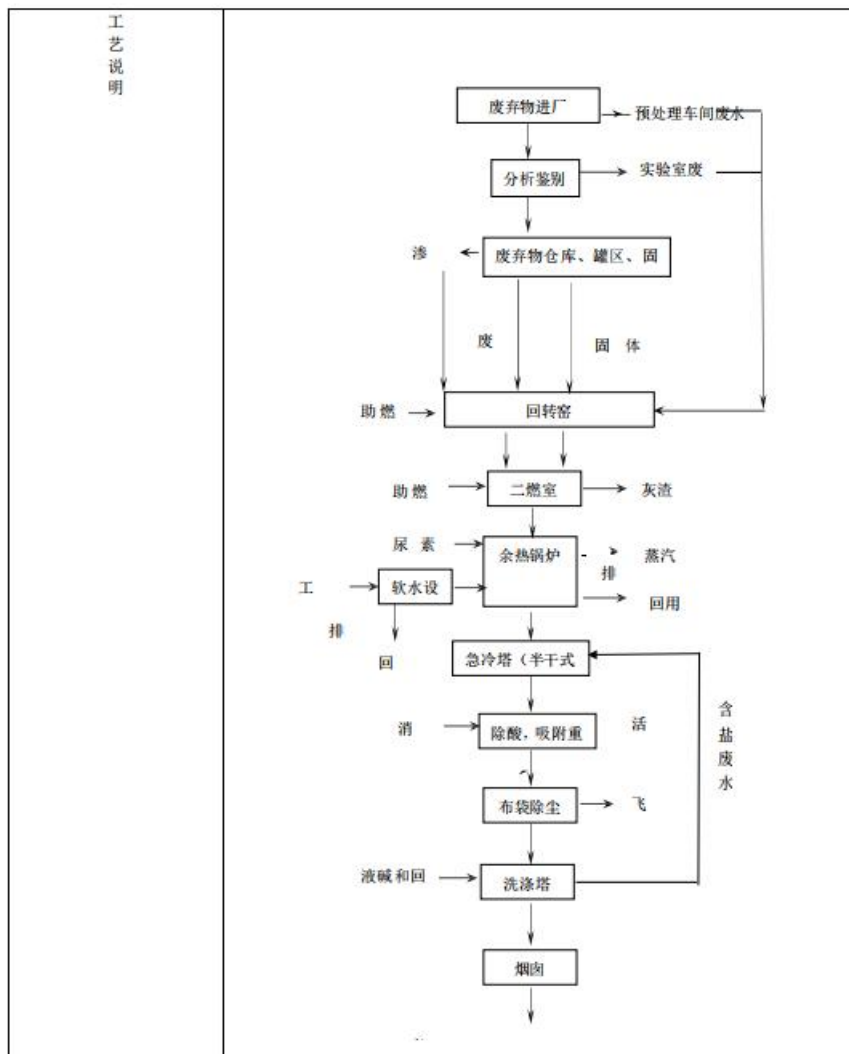 工艺说明
废弃物进厂
预处理车间废水
分析鉴别
实验室废
渗
废弃物仓库、罐区、固
废
固 体
助燃
回转窑
助燃
二燃室
灰渣
尿 素
余热锅炉
蒸汽
排
工
软水设
回用
排
回
急冷塔（半干式
消
除酸，吸附重
活
含盐废水
布袋除尘
飞
液碱和回
洗涤塔
烟囱